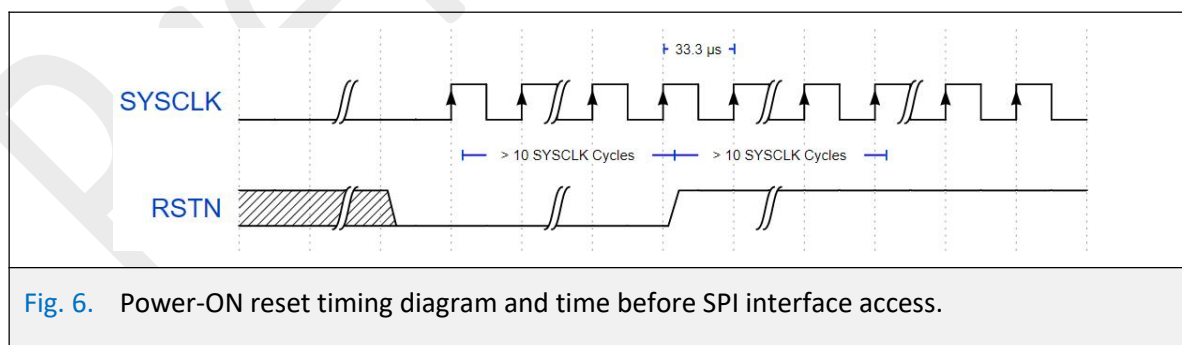 33.3 μs
SYSCLK
> 10 SYSCLK Cycles > 10 SYSCLK Cycles
RSTN
Fig. 6. Power-ON reset timing diagram and time before SPI interface access.